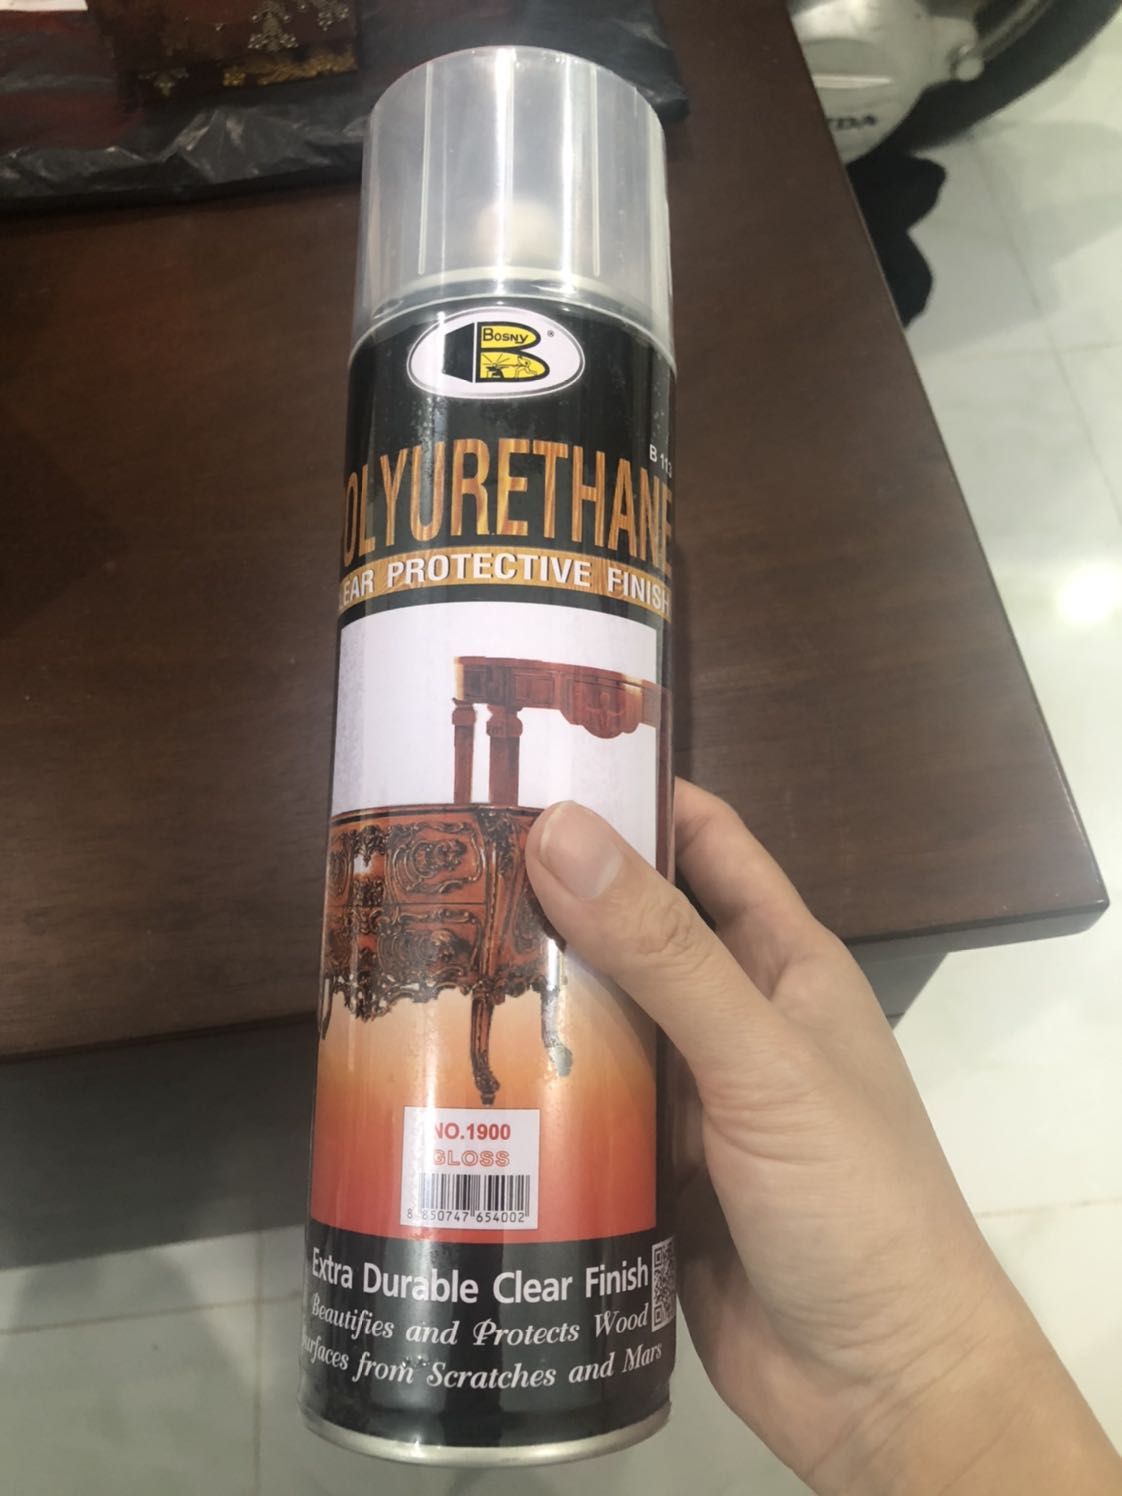 BOSNY ®
B 113
OLYURETHANE
EAR PROTECTIVE FINISH
NO.1900
GLOSS
8 850747 654002
Extra Durable Clear Finish
Beautifies and Protects Wood
urfaces from Scratches and Mars